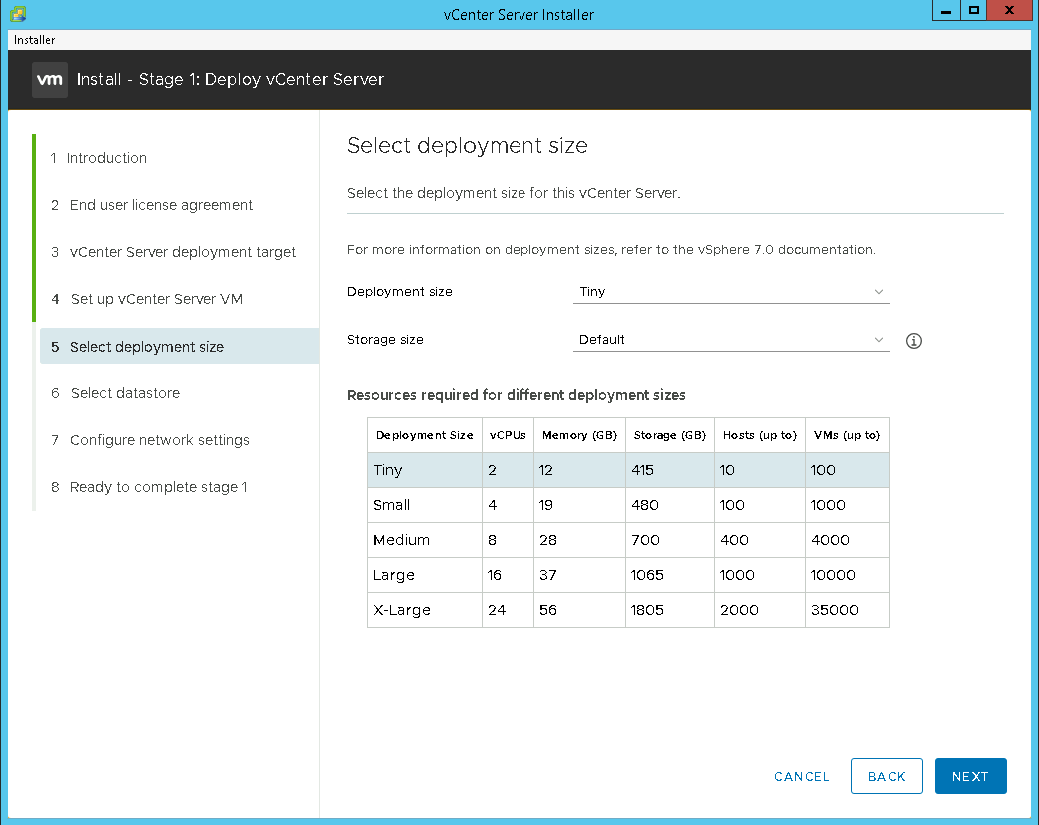 vCenter Server Installer
Installer
vm Install - Stage 1: Deploy vCenter Server
1 Introduction
2 End user license agreement
3 vCenter Server deployment target
4 Set up vCenter Server VM
5 Select deployment size
6 Select datastore
7 Configure network settings
8 Ready to complete stage 1
Select deployment size
Select the deployment size for this vCenter Server.
For more information on deployment sizes, refer to the vSphere 7.0 documentation.
Deployment size Tiny
Storage size Default
Resources required for different deployment sizes
Deployment Size vCPUs Memory (GB) Storage (GB) Hosts (up to) VMs (up to)
Tiny 2 12 415 10 100
Small 4 19 480 100 1000
Medium 8 28 700 400 4000
Large 16 37 1065 1000 10000
X-Large 24 56 1805 2000 35000
CANCEL BACK NEXT